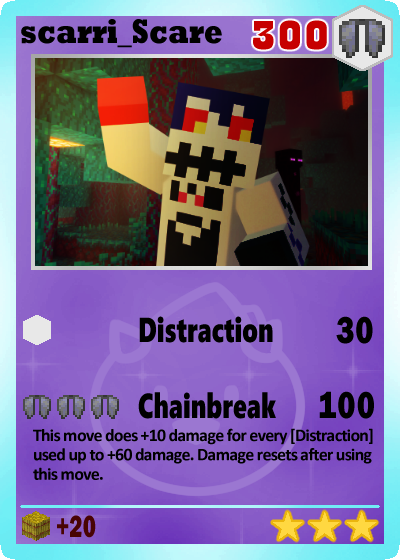 scarri_Scare 300
Distraction 30
Chainbreak 100
This move does +10 damage for every [Distraction]
used up to +60 damage. Damage resets after using
this move.
+20